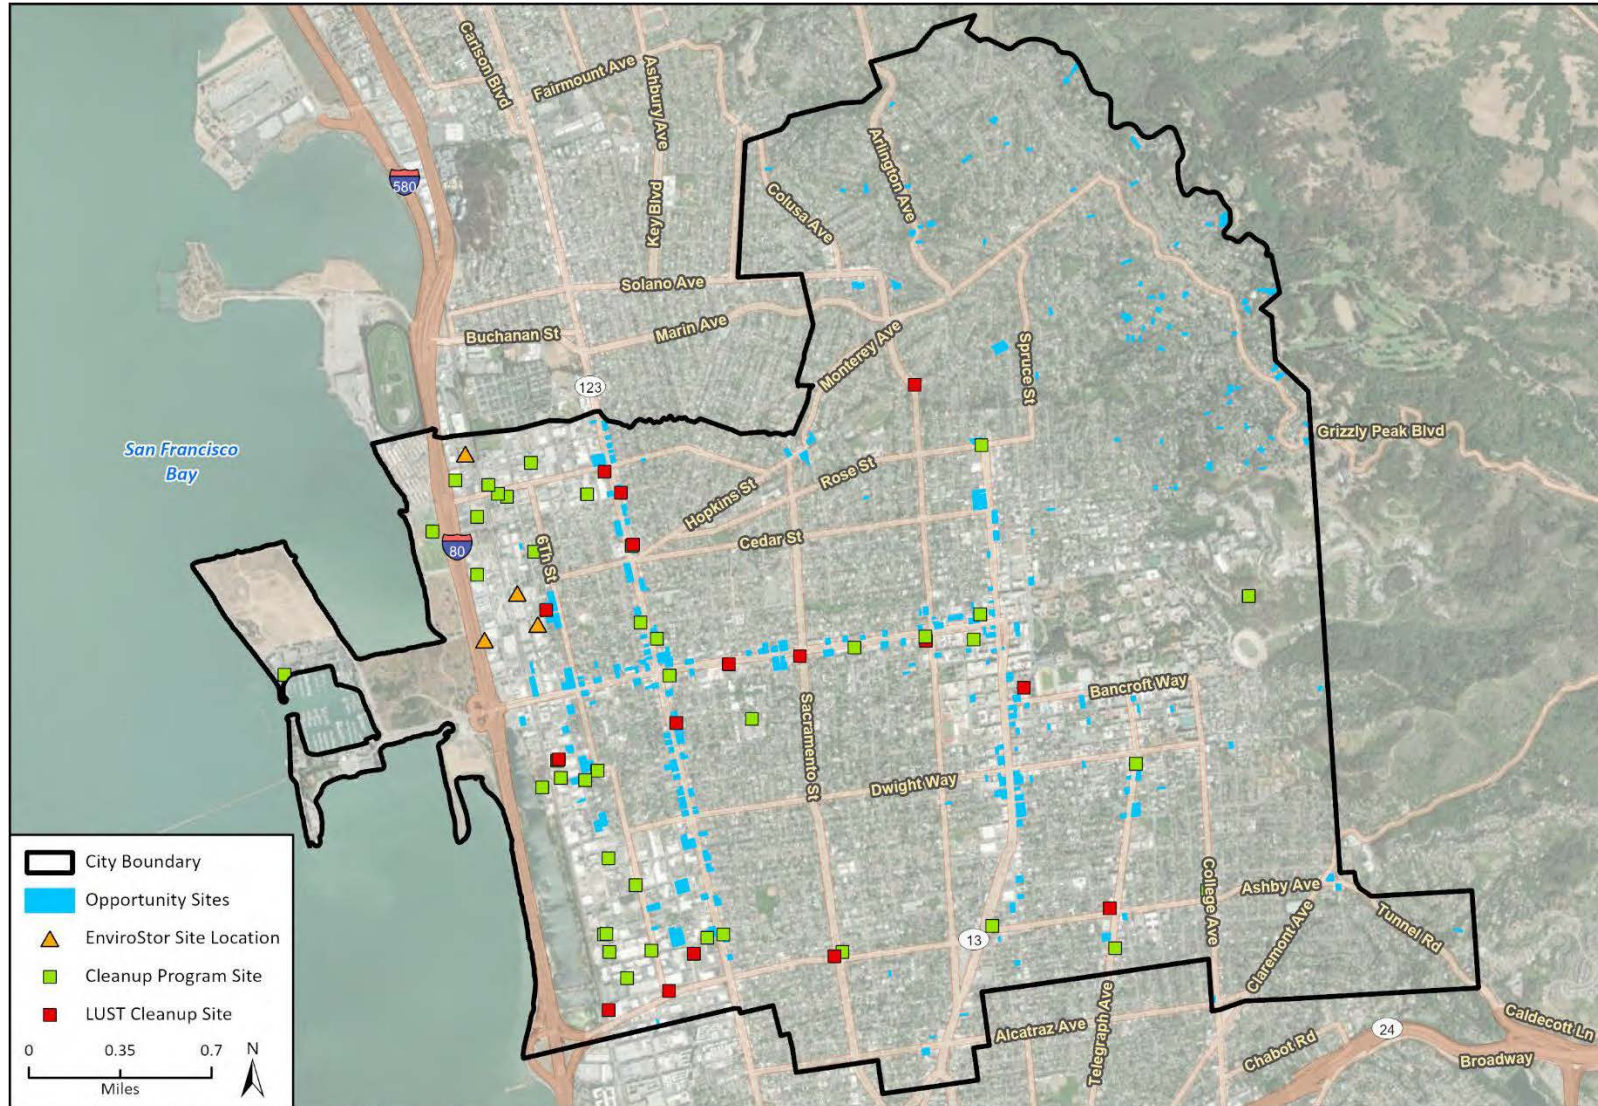 Carlson Blvd
Fairmount Ave
Ashbury Ave
580
Key Blvd
Colusa Ave
Arlington Ave
Solano Ave
Buchanan St
Marin Ave
Monterey Ave
Spruce St
123
Grizzly Peak Blvd
San Francisco
Bay
Rose St
Hopkins St
Cedar St
6Th St
80
Sacramento St
Bancroft Way
Dwight Way
College Ave
Ashby Ave
Claremont Ave
Tunnel Rd
13
Telegraph Ave
Alcatraz Ave
Chabot Rd
24
Caldecott Ln
Broadway
City Boundary
Opportunity Sites
EnviroStor Site Location
Cleanup Program Site
LUST Cleanup Site
0 0.35 0.7
Miles
N